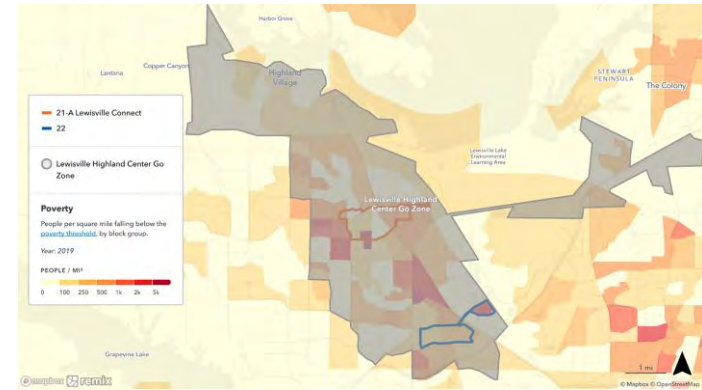 Harbor Grove
Copper Canyon
Lantana
Highland
Village
STEWART
PENINSULA
The Colony
21-A Lewisville Connect
22
Lewisville Highland Center Go
Zone
Lewisville Lake
Environmental
Learning Area
Lewisville Highland
Center Go Zone
Poverty
People per square mile falling below the
poverty threshold, by block group.
Year: 2019
PEOPLE / MI²
0 100 250 500 1k 2k 5k
Grapevine Lake
1 mi
mapbox remix
© Mapbox © OpenStreetMap